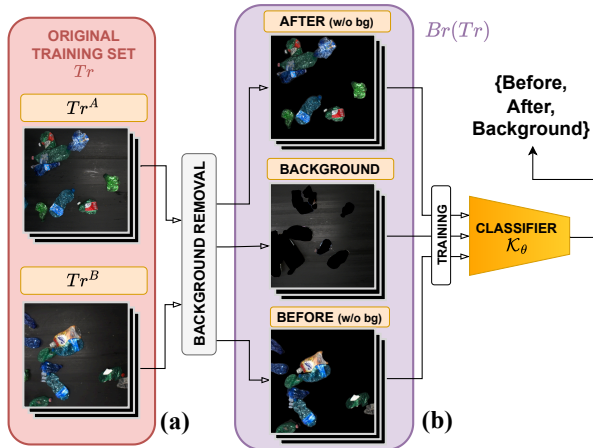 ORIGINAL
TRAINING SET
Tr
Tr^A
Tr^B
(a)
BACKGROUND REMOVAL
AFTER (w/o bg)
BACKGROUND
BEFORE (w/o bg)
Br(Tr)
(b)
TRAINING
CLASSIFIER
𝒦_θ
{Before,
After,
Background}